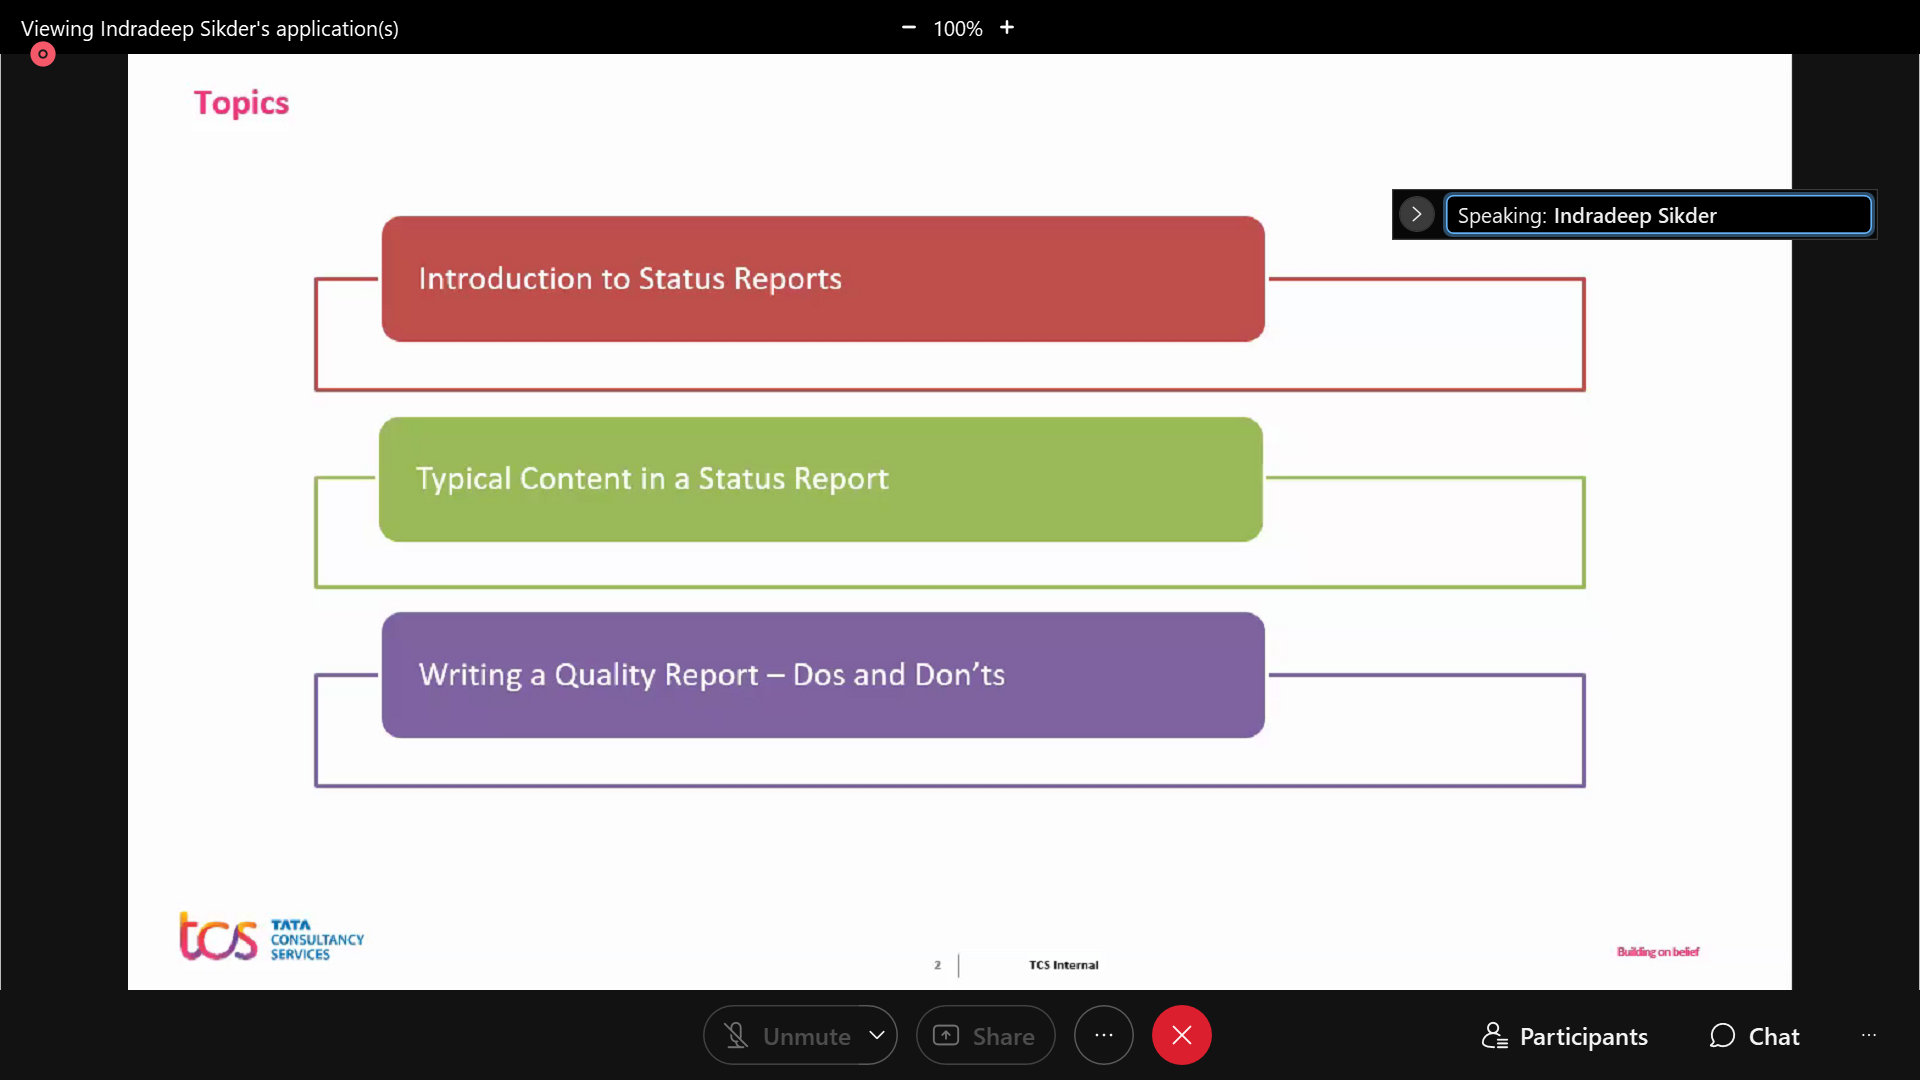 Viewing Indradeep Sikder's application(s)
100%
Topics
Speaking: Indradeep Sikder
Introduction to Status Reports
Typical Content in a Status Report
Writing a Quality Report – Dos and Don’ts
tcs TATA
CONSULTANCY
SERVICES
2
TCS Internal
Building on belief
Unmute
Share
Participants
Chat